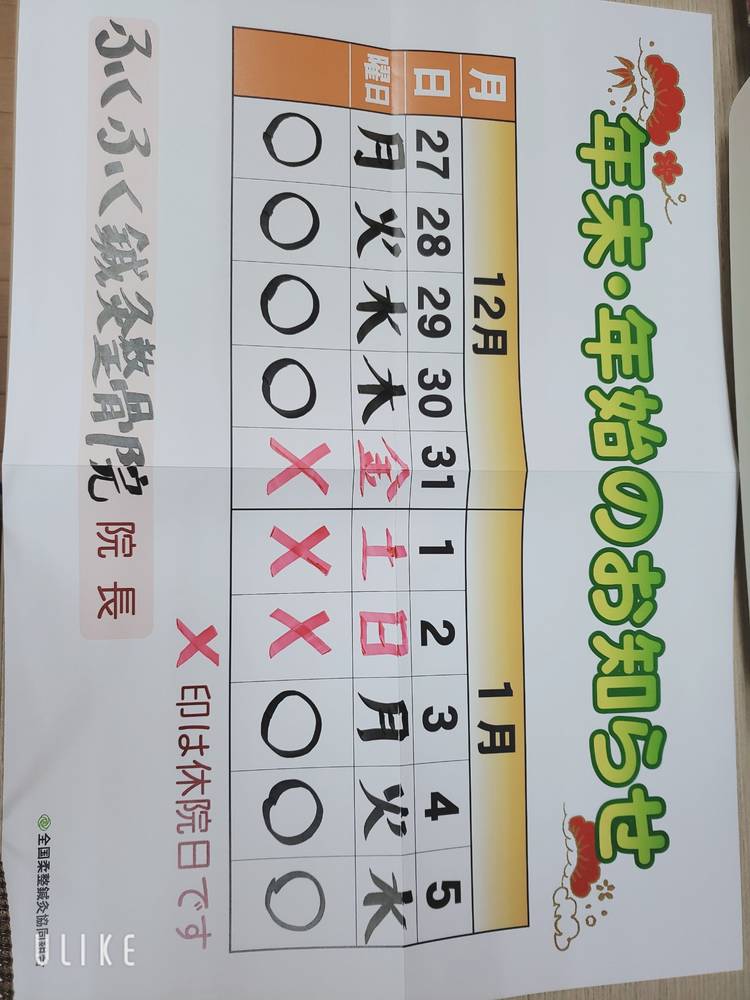 年末・年始のお知らせ
月 12月 1月
日 27 28 29 30 31 1 2 3 4 5
曜日 月 火 水 木 金 土 日 月 火 水
○ ○ ○ ○ × × × ○ ○ ○
×印は休院日です
ふくふく鍼灸整骨院 院長
全国柔整鍼灸協同組合
ULIKE